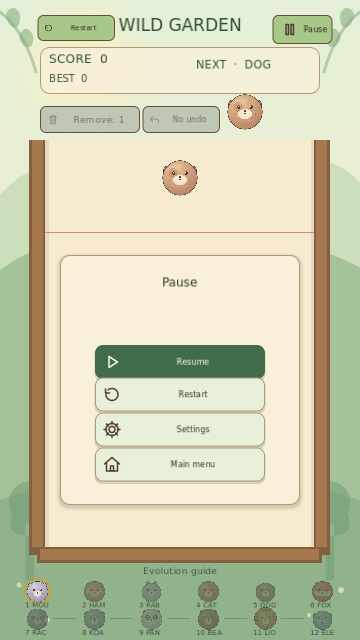 Restart
WILD GARDEN
Pause
SCORE 0
BEST 0
NEXT · DOG
Remove: 1
No undo
Pause
Resume
Restart
Settings
Main menu
Evolution guide
1 MOU
2 HAM
3 RAB
4 CAT
5 DOG
6 FOX
7 RAC
8 KOA
9 PAN
10 BEA
11 LIO
12 ELE